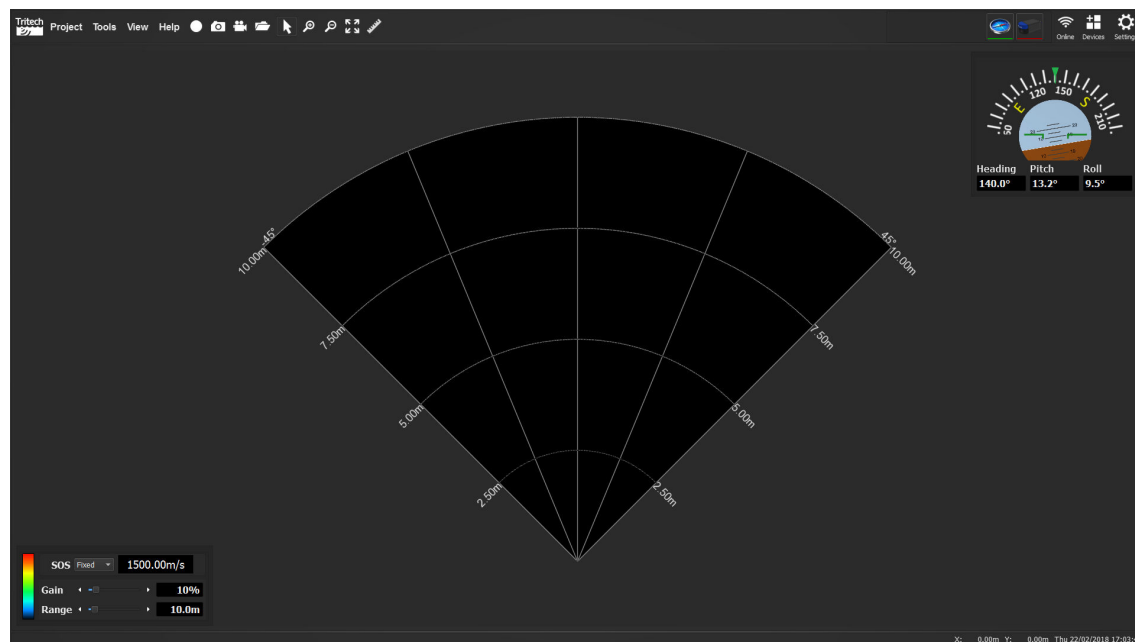 Tritech Project Tools View Help
Online Devices Setting
50 E 120 150 S 210
Heading Pitch Roll
140.0° 13.2° 9.5°
-45° 45°
10.00m 10.00m
7.50m 7.50m
5.00m 5.00m
2.50m 2.50m
SOS Fixed 1500.00m/s
Gain 10%
Range 10.0m
X: 0.00m Y: 0.00m Thu 22/02/2018 17:03: